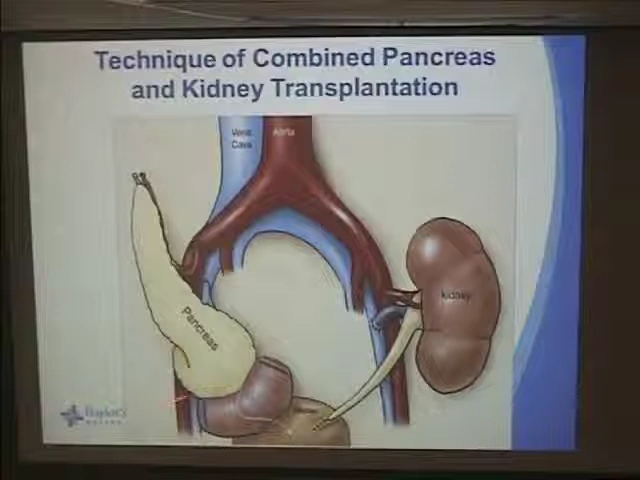 Technique of Combined Pancreas
and Kidney Transplantation
Vena
Cava
Aorta
kidney
Pancreas